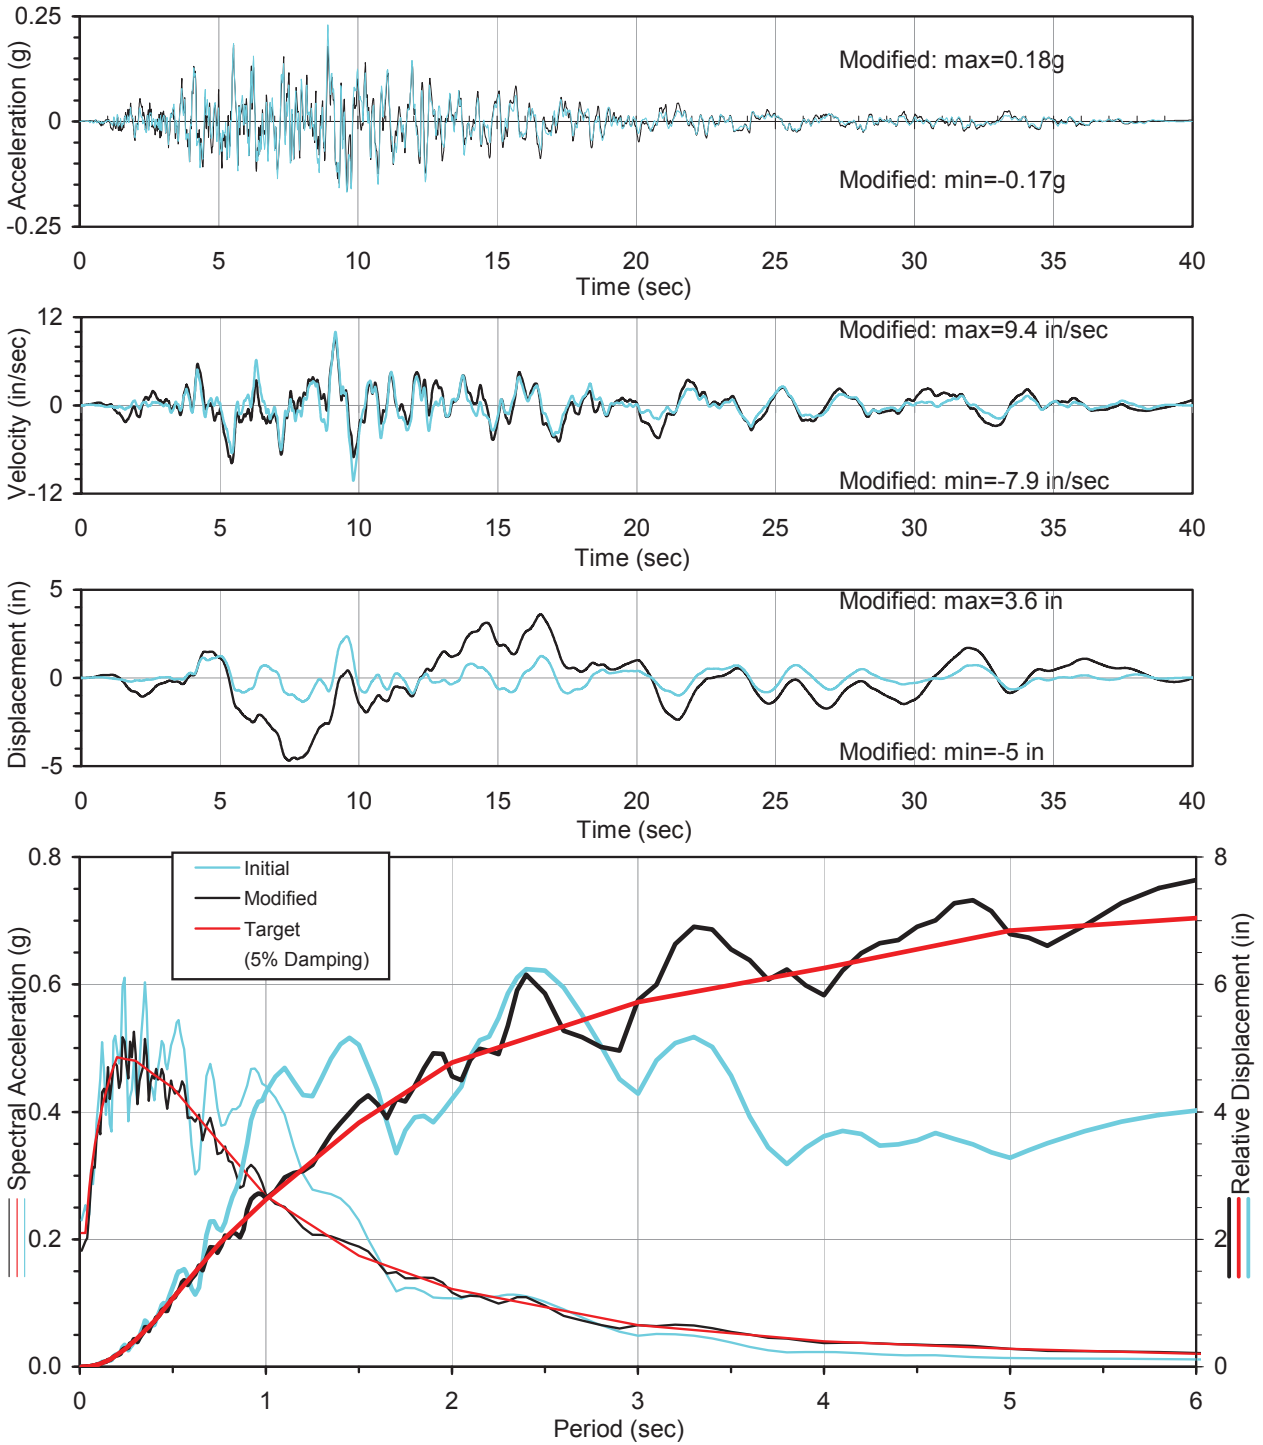 0.25
0
-0.25
Acceleration (g)
Modified: max=0.18g
Modified: min=-0.17g
0 5 10 15 20 25 30 35 40
Time (sec)
12
0
-12
Velocity (in/sec)
Modified: max=9.4 in/sec
Modified: min=-7.9 in/sec
0 5 10 15 20 25 30 35 40
Time (sec)
5
0
-5
Displacement (in)
Modified: max=3.6 in
Modified: min=-5 in
0 5 10 15 20 25 30 35 40
Time (sec)
0.8
0.6
0.4
0.2
0.0
Spectral Acceleration (g)
Initial
Modified
Target
(5% Damping)
8
6
4
2
0
Relative Displacement (in)
0 1 2 3 4 5 6
Period (sec)